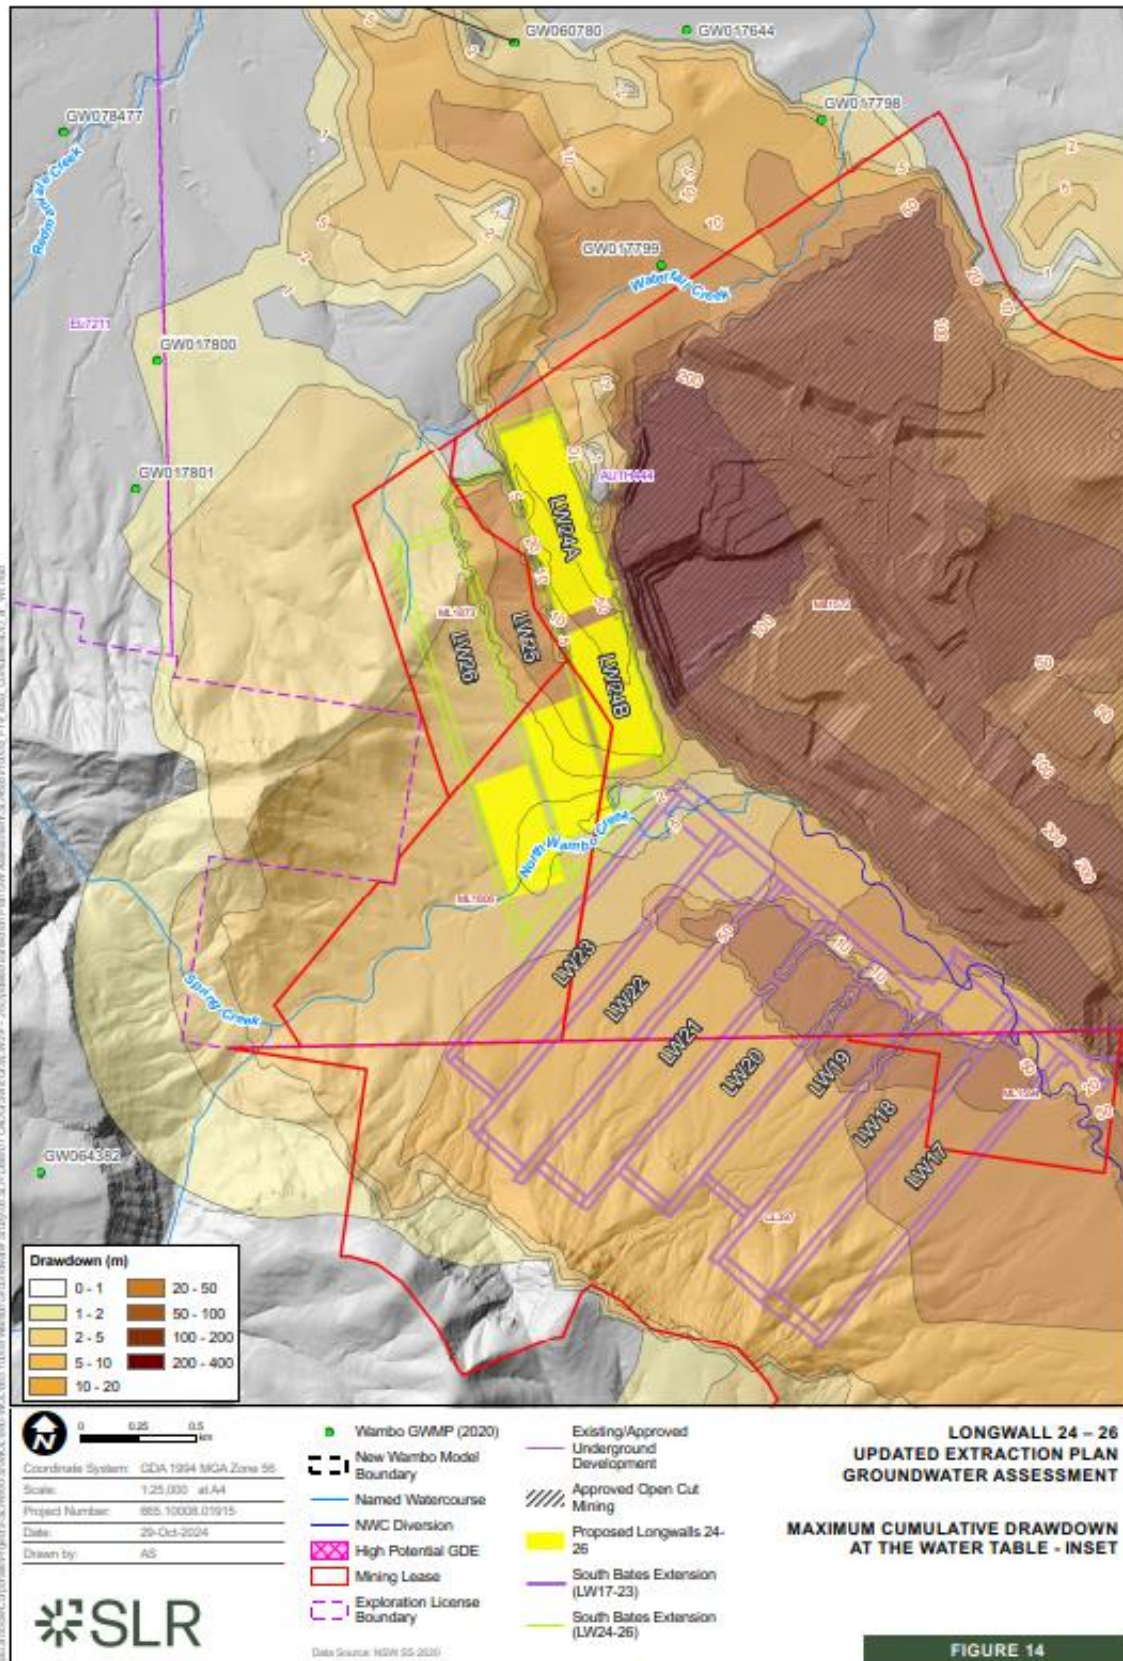 GW060780
GW017644
GW078477
GW017798
Redmanvale Creek
GW017799
Waterfall Creek
EL7211
GW017800
200
100
GW017801
AUTH444
LW24A
ML1572
LW26
LW25
LW24B
50
100
North Wambo Creek
Spring Creek
LW23
LW22
LW21
LW20
LW19
LW18
LW17
GW064382
Drawdown (m)
0 - 1
20 - 50
1 - 2
50 - 100
2 - 5
100 - 200
5 - 10
200 - 400
10 - 20
N
0 0.25 0.5
km
Coordinate System: GDA 1994 MGA Zone 56
Scale: 1:25,000 at A4
Project Number: 665.10008.01915
Date: 29-Oct-2024
Drawn by: AS
SLR
Wambo GWMP (2020)
New Wambo Model
Boundary
Named Watercourse
NWC Diversion
High Potential GDE
Mining Lease
Exploration License
Boundary
Data Source: NSW SS 2020
Existing/Approved
Underground
Development
Approved Open Cut
Mining
Proposed Longwalls 24-
26
South Bates Extension
(LW17-23)
South Bates Extension
(LW24-26)
LONGWALL 24 – 26
UPDATED EXTRACTION PLAN
GROUNDWATER ASSESSMENT
MAXIMUM CUMULATIVE DRAWDOWN
AT THE WATER TABLE - INSET
FIGURE 14